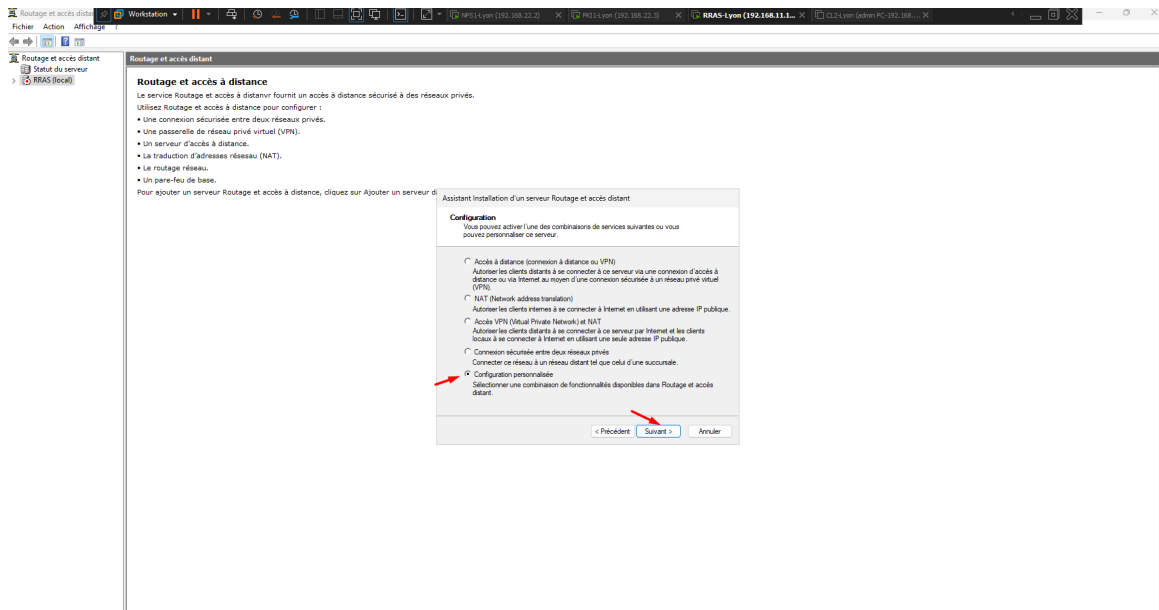 Routage et accès distan
Workstation
NPS1-Lyon (192.168.22.2)
PKI1-Lyon (192.168.22.3)
RRAS-Lyon (192.168.11.1...
CL2-Lyon (admin PC-192.168....
Fichier Action Affichage ?
Routage et accès distant
Statut du serveur
RRAS (local)
Routage et accès distant
Routage et accès à distance
Le service Routage et accès à distanvr fournit un accès à distance sécurisé à des réseaux privés.
Utilisez Routage et accès à distance pour configurer :
• Une connexion sécurisée entre deux réseaux privés.
• Une passerelle de réseau privé virtuel (VPN).
• Un serveur d'accès à distance.
• La traduction d'adresses résesau (NAT).
• Le routage réseau.
• Un pare-feu de base.
Pour ajouter un serveur Routage et accès à distance, cliquez sur Ajouter un serveur d
Assistant Installation d'un serveur Routage et accès distant
Configuration
Vous pouvez activer l'une des combinaisons de services suivantes ou vous
pouvez personnaliser ce serveur.
Accès à distance (connexion à distance ou VPN)
Autoriser les clients distants à se connecter à ce serveur via une connexion d'accès à
distance ou via Internet au moyen d'une connexion sécurisée à un réseau privé virtuel
(VPN).
NAT (Network address translation)
Autoriser les clients internes à se connecter à Internet en utilisant une adresse IP publique.
Accès VPN (Virtual Private Network) et NAT
Autoriser les clients distants à se connecter à ce serveur par Internet et les clients
locaux à se connecter à Internet en utilisant une seule adresse IP publique.
Connexion sécurisée entre deux réseaux privés
Connecter ce réseau à un réseau distant tel que celui d'une succursale.
Configuration personnalisée
Sélectionner une combinaison de fonctionnalités disponibles dans Routage et accès
distant.
< Précédent
Suivant >
Annuler